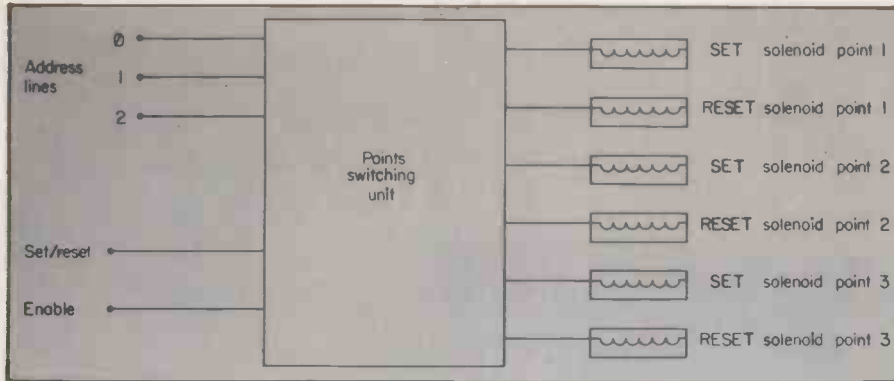 Address
lines
0
1
2
Set/reset
Enable
Points
switching
unit
SET solenoid point 1
RESET solenoid point 1
SET solenoid point 2
RESET solenoid point 2
SET solenoid point 3
RESET solenoid point 3